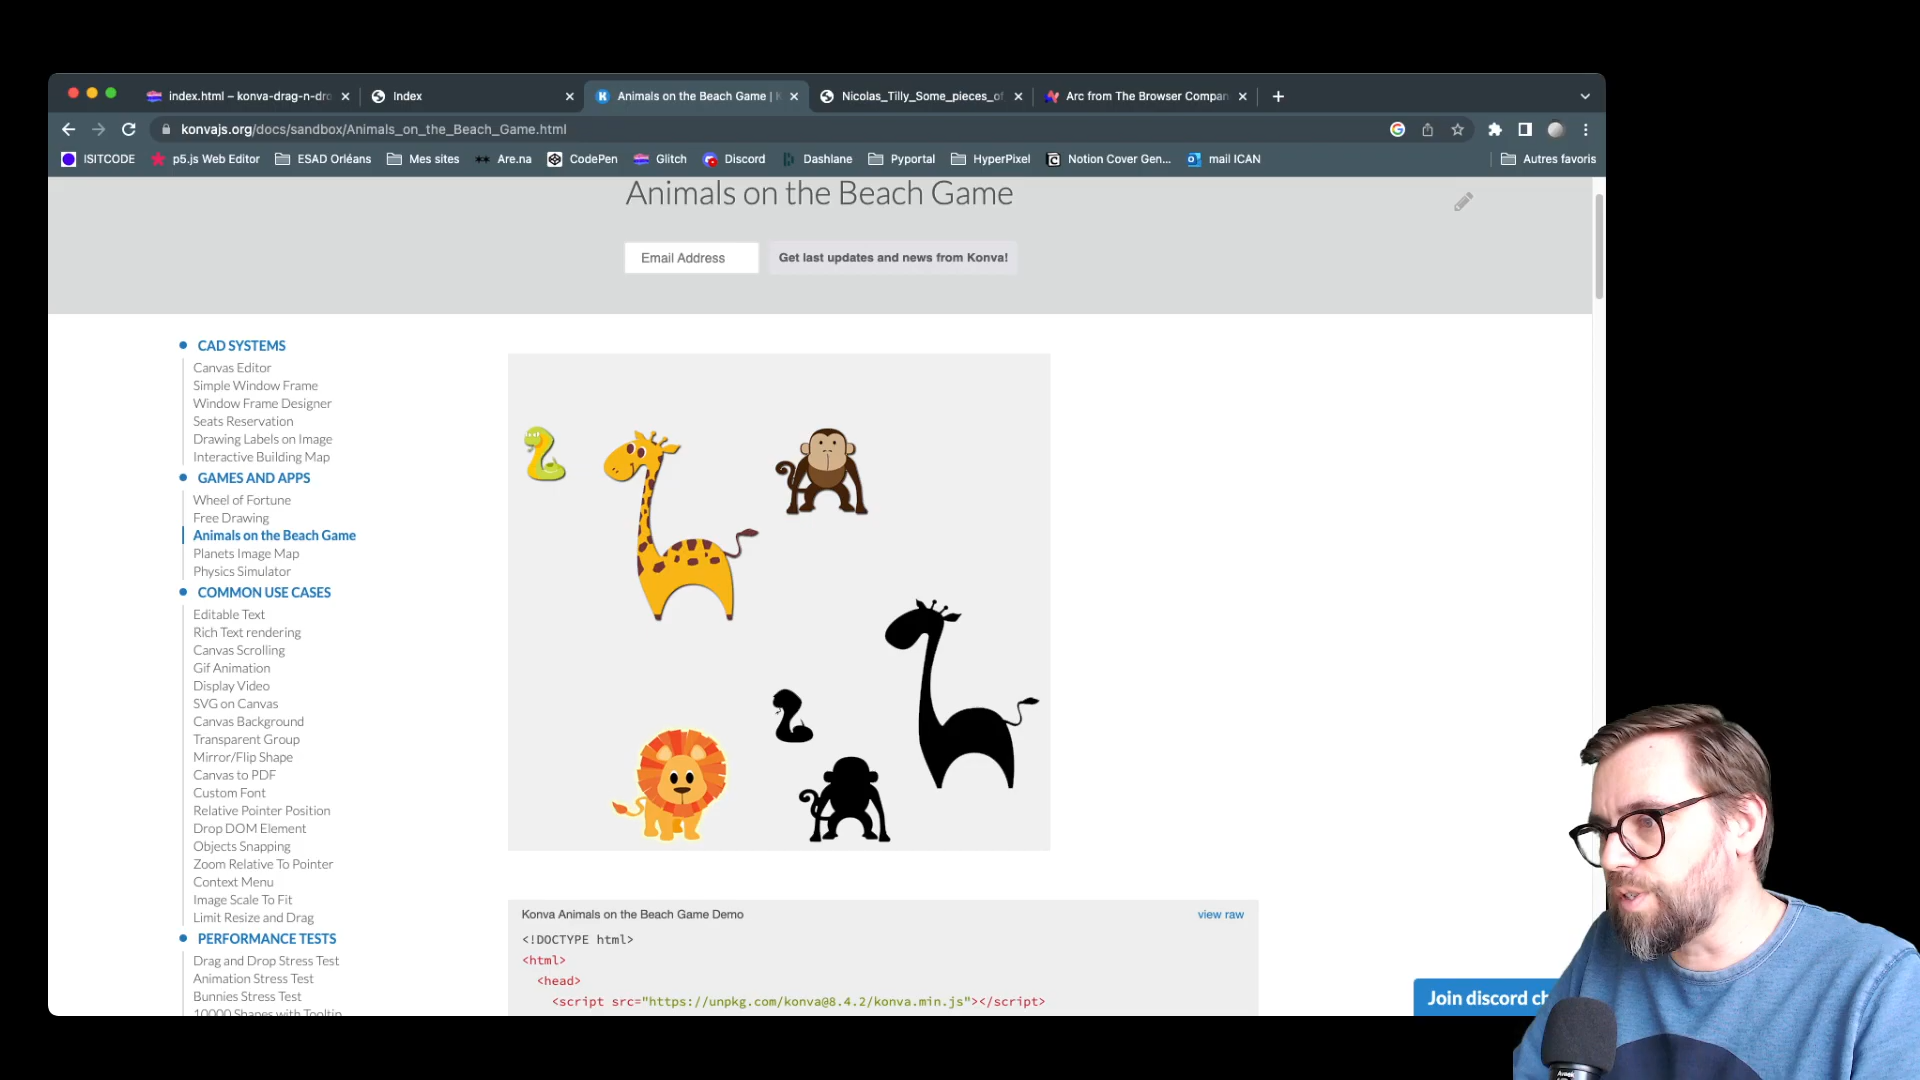 index.html – konva-drag-n-dro
Index
Animals on the Beach Game | K
Nicolas_Tilly_Some_pieces_of
Arc from The Browser Compan
konvajs.org/docs/sandbox/Animals_on_the_Beach_Game.html
ISITCODE
p5.js Web Editor
ESAD Orléans
Mes sites
Are.na
CodePen
Glitch
Discord
Dashlane
Pyportal
HyperPixel
Notion Cover Gen...
mail ICAN
Autres favoris
Animals on the Beach Game
Email Address
Get last updates and news from Konva!
CAD SYSTEMS
Canvas Editor
Simple Window Frame
Window Frame Designer
Seats Reservation
Drawing Labels on Image
Interactive Building Map
GAMES AND APPS
Wheel of Fortune
Free Drawing
Animals on the Beach Game
Planets Image Map
Physics Simulator
COMMON USE CASES
Editable Text
Rich Text rendering
Canvas Scrolling
Gif Animation
Display Video
SVG on Canvas
Canvas Background
Transparent Group
Mirror/Flip Shape
Canvas to PDF
Custom Font
Relative Pointer Position
Drop DOM Element
Objects Snapping
Zoom Relative To Pointer
Context Menu
Image Scale To Fit
Limit Resize and Drag
PERFORMANCE TESTS
Drag and Drop Stress Test
Animation Stress Test
Bunnies Stress Test
10000 Shapes with Tooltip
Konva Animals on the Beach Game Demo
view raw
<!DOCTYPE html>
<html>
<head>
<script src="https://unpkg.com/konva@8.4.2/konva.min.js"></script>
Join discord ch